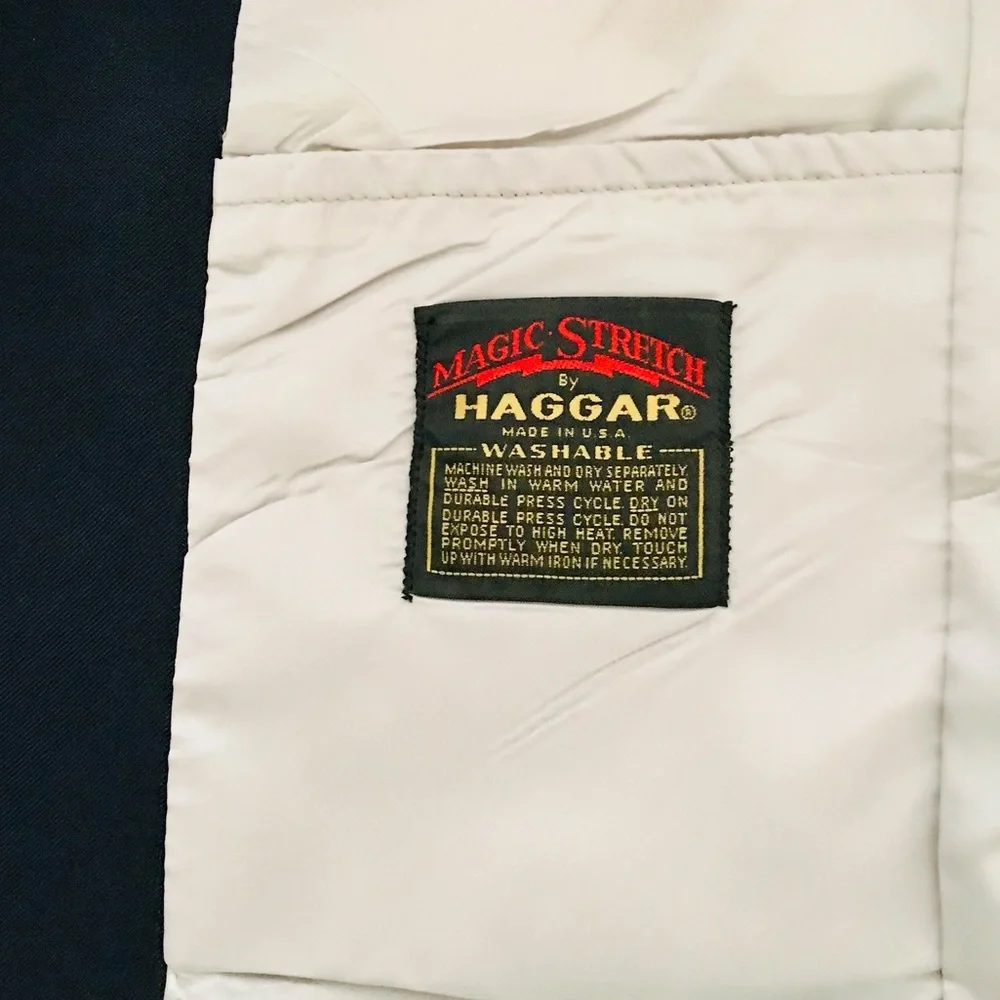 MAGIC · STRETCH
By
HAGGAR®
MADE IN U.S.A.
WASHABLE
MACHINE WASH AND DRY SEPARATELY.
WASH IN WARM WATER AND
DURABLE PRESS CYCLE. DRY ON
DURABLE PRESS CYCLE. DO NOT
EXPOSE TO HIGH HEAT. REMOVE
PROMPTLY WHEN DRY. TOUCH
UP WITH WARM IRON IF NECESSARY.